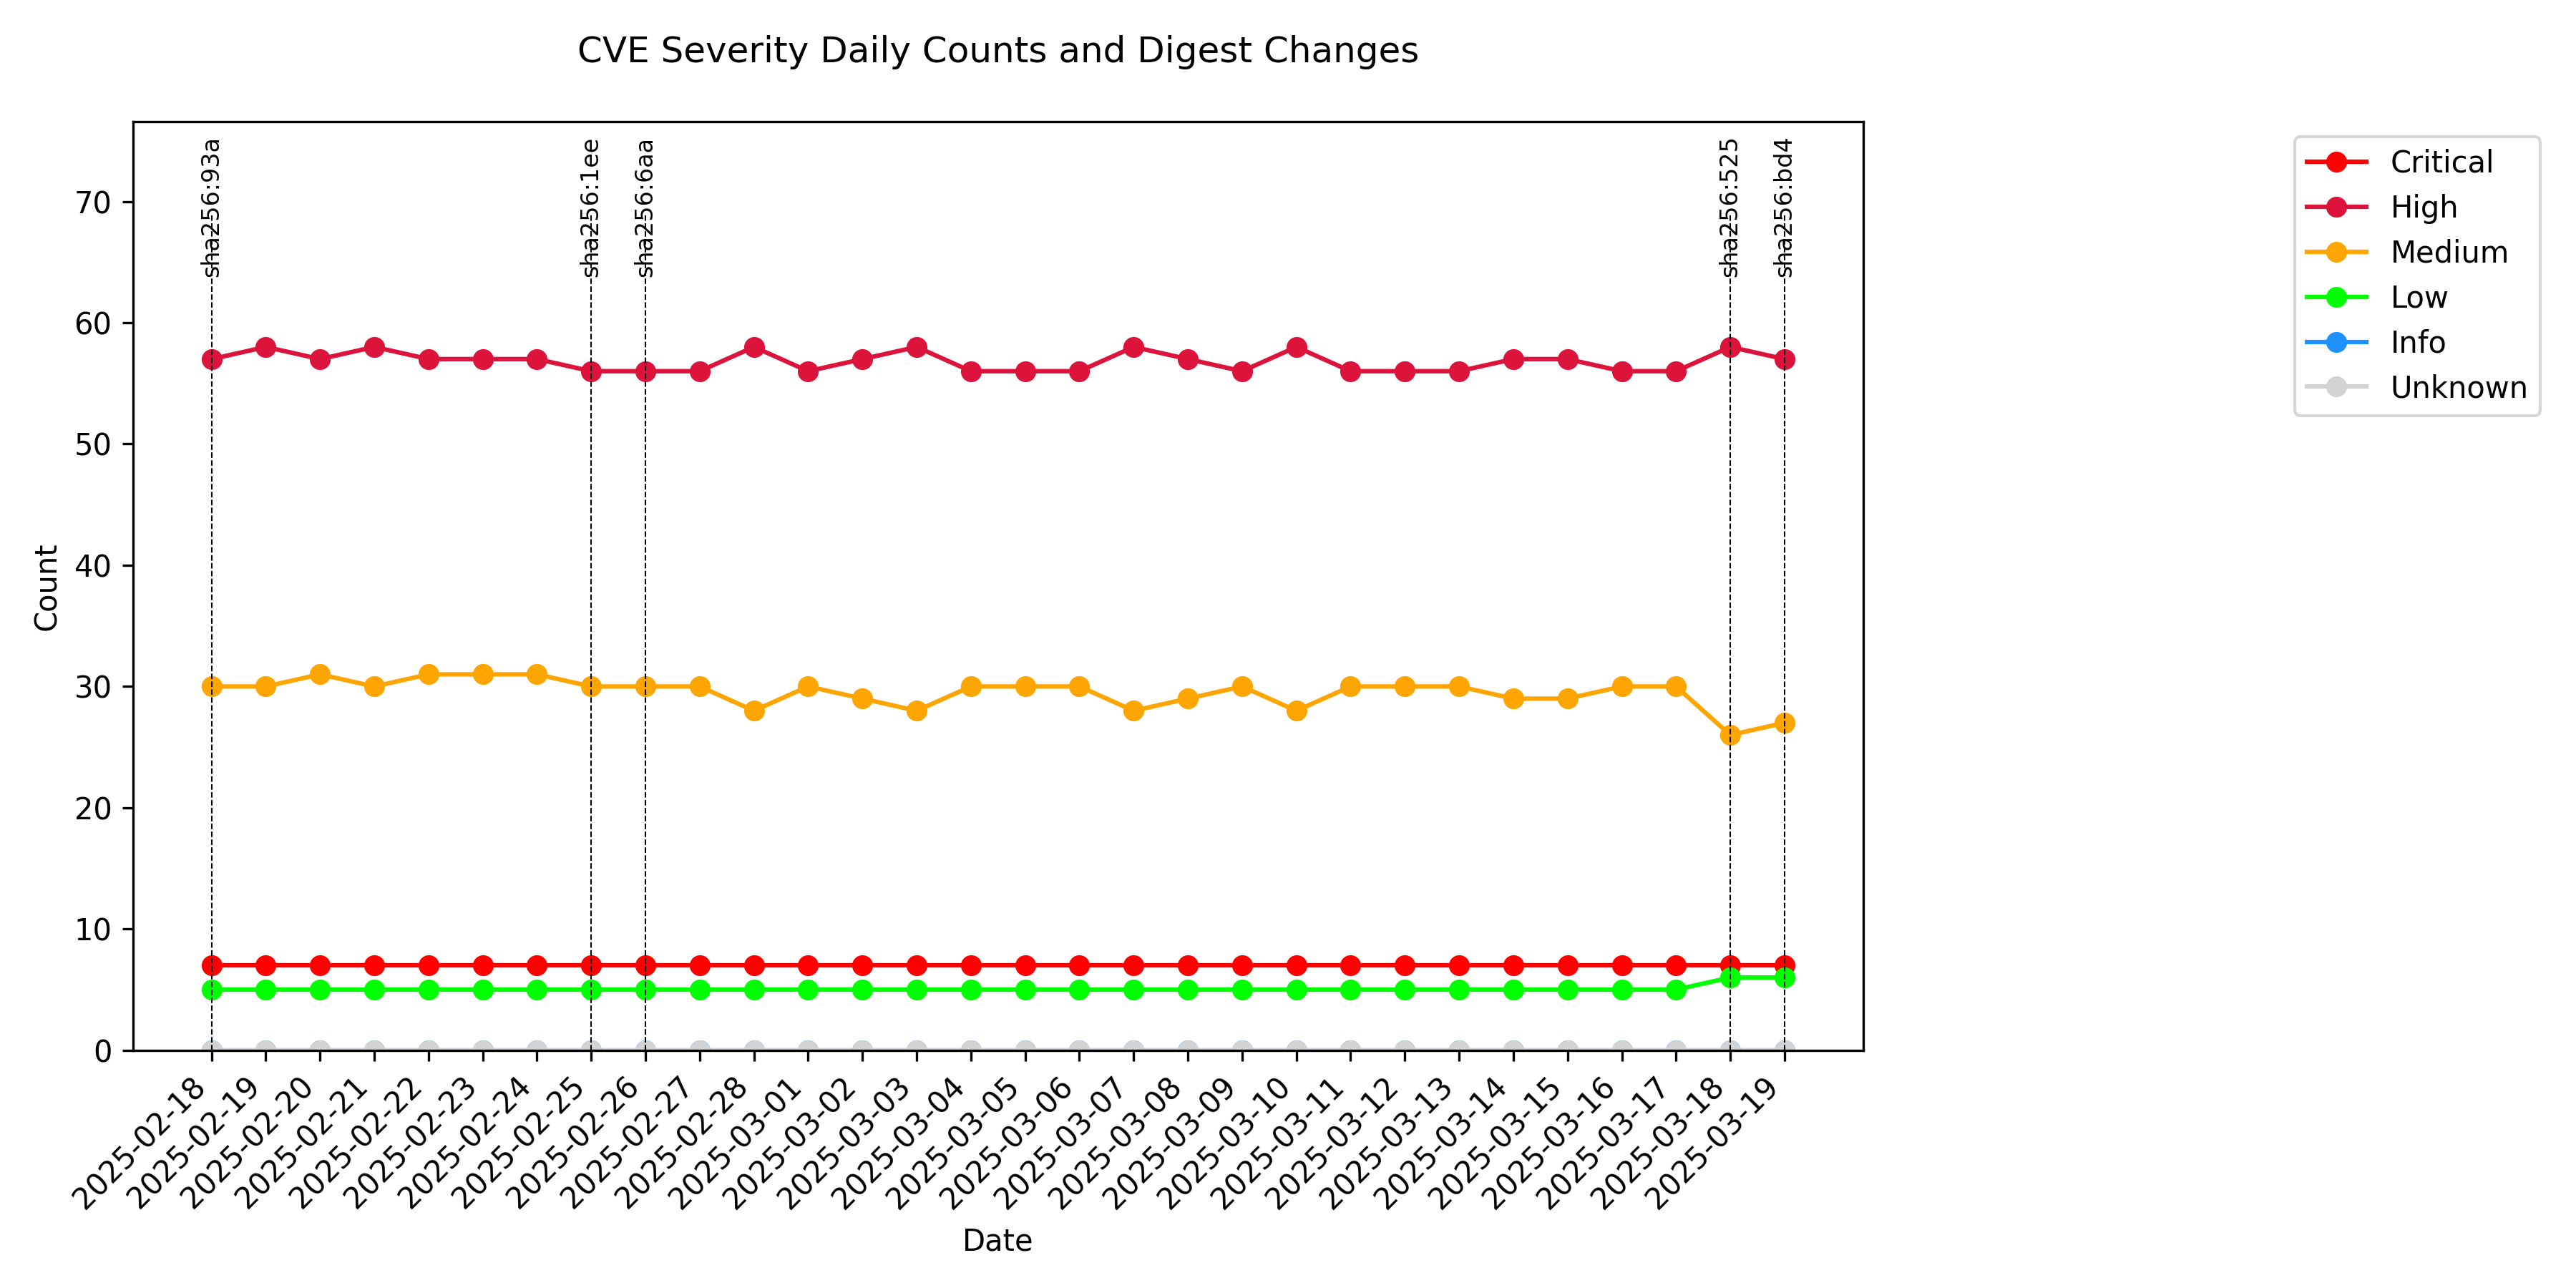 CVE Severity Daily Counts and Digest Changes
sha256:93a
sha256:1ee
sha256:6aa
sha256:525
sha256:bd4
Critical
High
Medium
Low
Info
Unknown
Count
70
60
50
40
30
20
10
0
2025-02-18
2025-02-19
2025-02-20
2025-02-21
2025-02-22
2025-02-23
2025-02-24
2025-02-25
2025-02-26
2025-02-27
2025-02-28
2025-03-01
2025-03-02
2025-03-03
2025-03-04
2025-03-05
2025-03-06
2025-03-07
2025-03-08
2025-03-09
2025-03-10
2025-03-11
2025-03-12
2025-03-13
2025-03-14
2025-03-15
2025-03-16
2025-03-17
2025-03-18
2025-03-19
Date